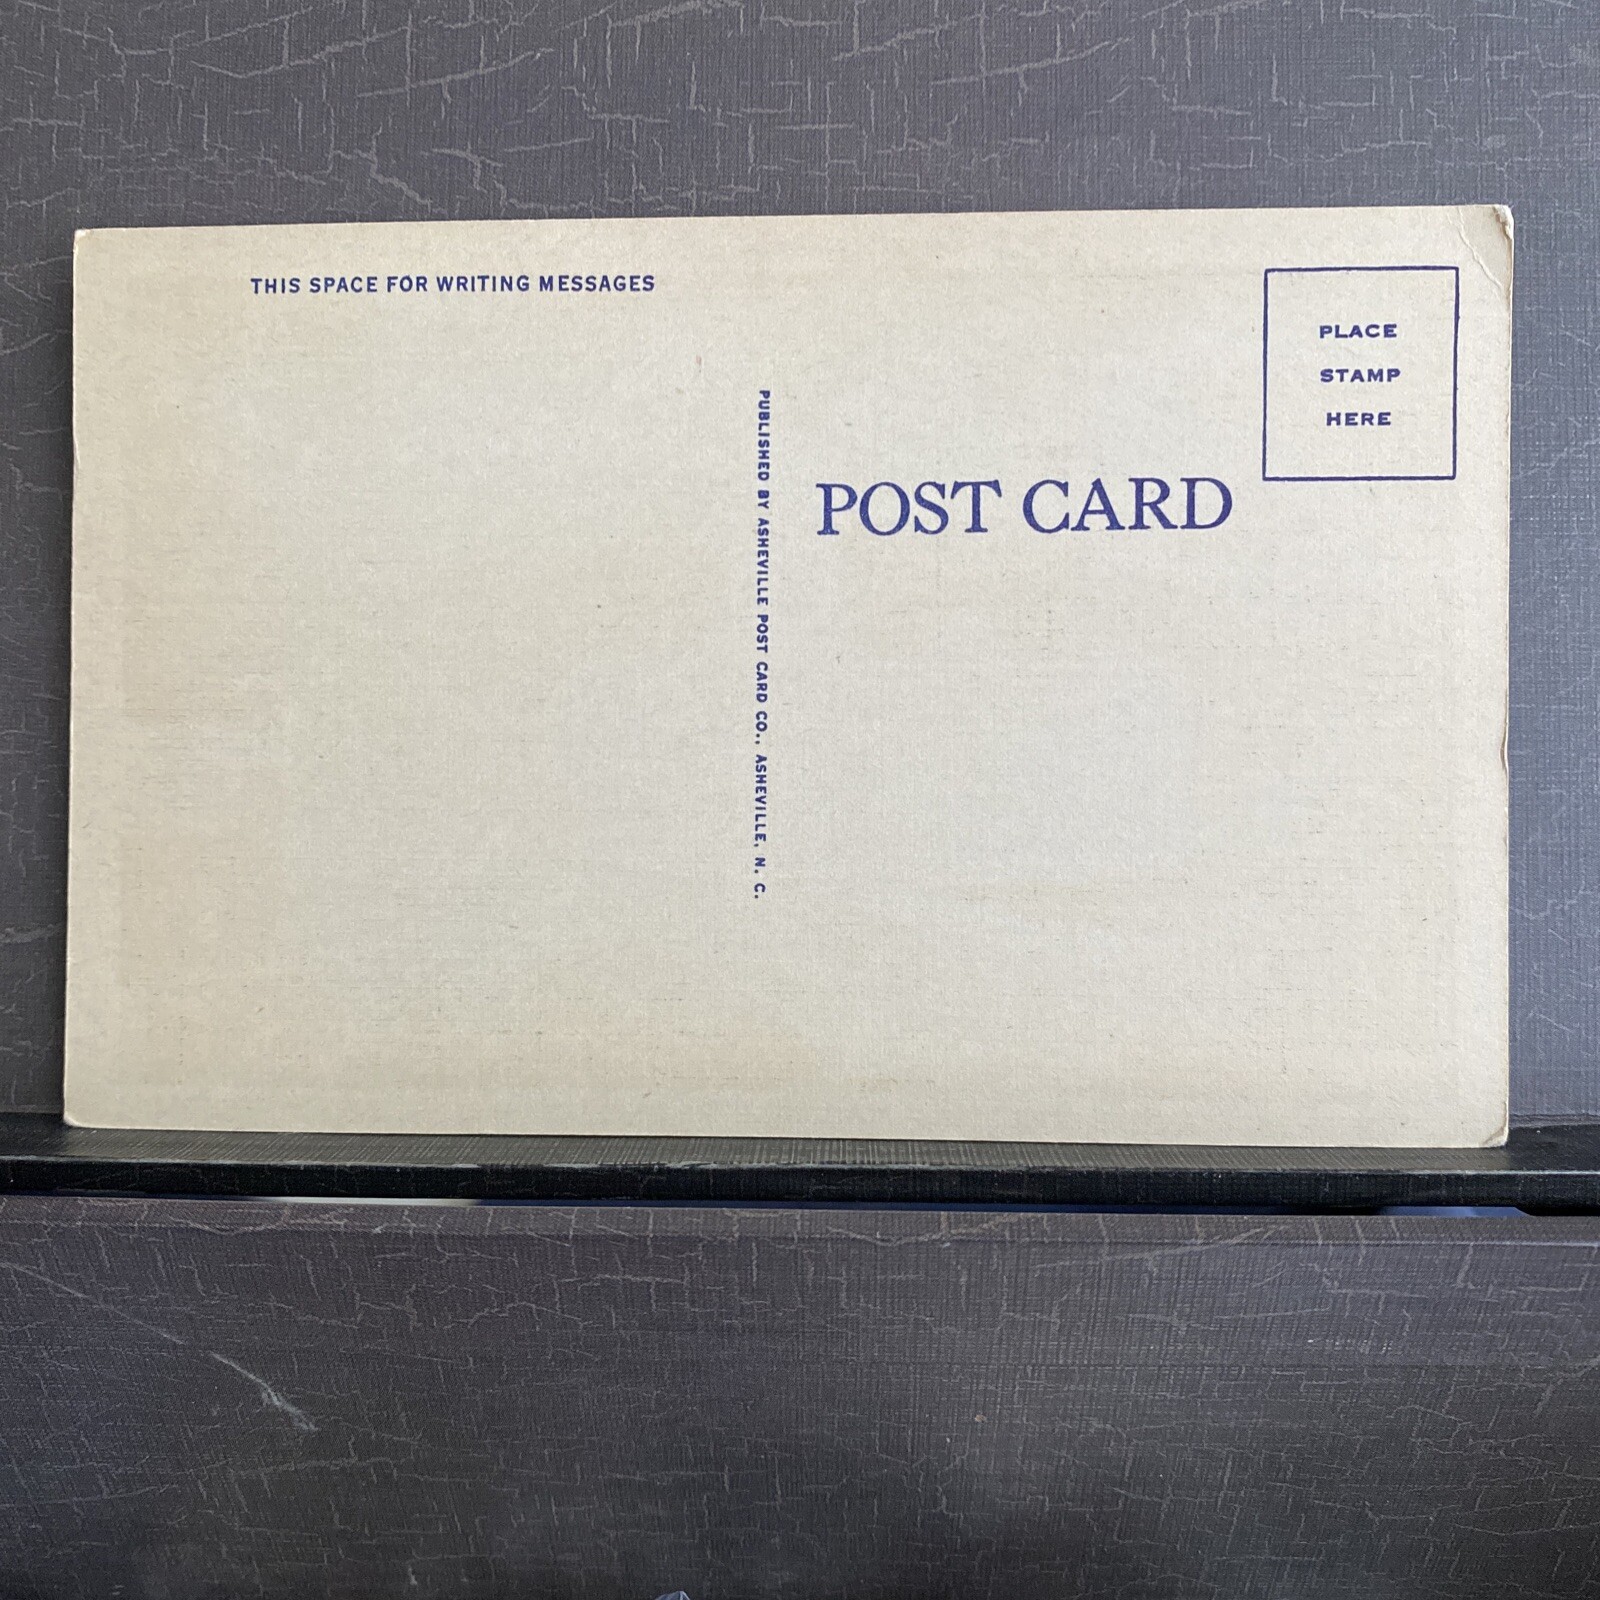 THIS SPACE FOR WRITING MESSAGES
PLACE
STAMP
HERE
POST CARD
PUBLISHED BY ASHEVILLE POST CARD CO., ASHEVILLE, N. C.